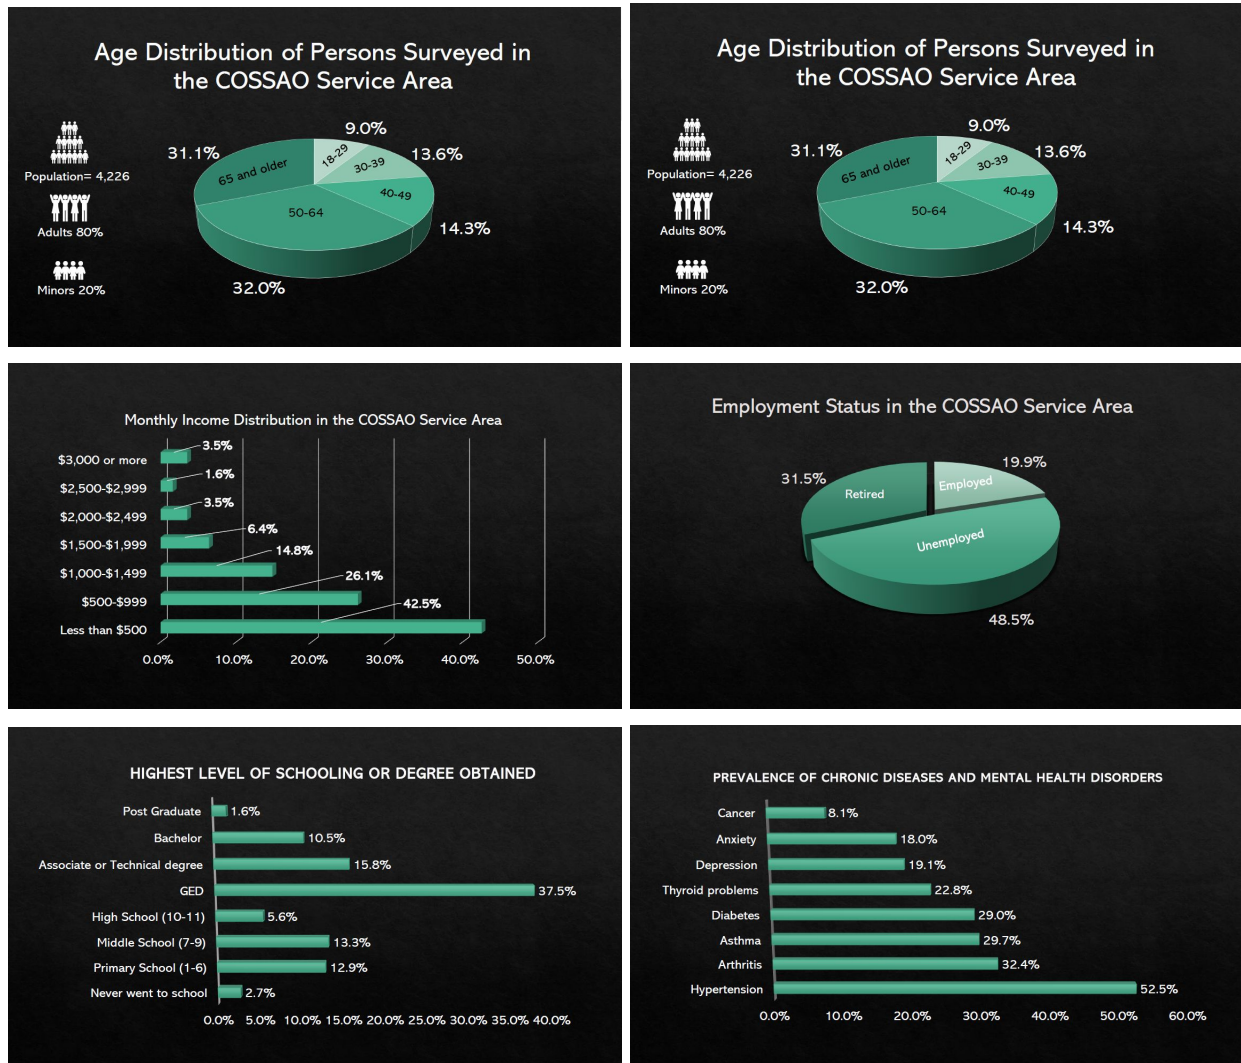 Age Distribution of Persons Surveyed in
the COSSAO Service Area
Population= 4,226
Adults 80%
Minors 20%
9.0%
13.6%
14.3%
32.0%
31.1%
18-29
30-39
40-49
50-64
65 and older
Age Distribution of Persons Surveyed in
the COSSAO Service Area
Population= 4,226
Adults 80%
Minors 20%
9.0%
13.6%
14.3%
32.0%
31.1%
18-29
30-39
40-49
50-64
65 and older
Monthly Income Distribution in the COSSAO Service Area
$3,000 or more 3.5%
$2,500-$2,999 1.6%
$2,000-$2,499 3.5%
$1,500-$1,999 6.4%
$1,000-$1,499 14.8%
$500-$999 26.1%
Less than $500 42.5%
0.0% 10.0% 20.0% 30.0% 40.0% 50.0%
Employment Status in the COSSAO Service Area
19.9%
31.5%
Employed
Retired
Unemployed
48.5%
HIGHEST LEVEL OF SCHOOLING OR DEGREE OBTAINED
Post Graduate 1.6%
Bachelor 10.5%
Associate or Technical degree 15.8%
GED 37.5%
High School (10-11) 5.6%
Middle School (7-9) 13.3%
Primary School (1-6) 12.9%
Never went to school 2.7%
0.0% 5.0% 10.0% 15.0% 20.0% 25.0% 30.0% 35.0% 40.0%
PREVALENCE OF CHRONIC DISEASES AND MENTAL HEALTH DISORDERS
Cancer 8.1%
Anxiety 18.0%
Depression 19.1%
Thyroid problems 22.8%
Diabetes 29.0%
Asthma 29.7%
Arthritis 32.4%
Hypertension 52.5%
0.0% 10.0% 20.0% 30.0% 40.0% 50.0% 60.0%